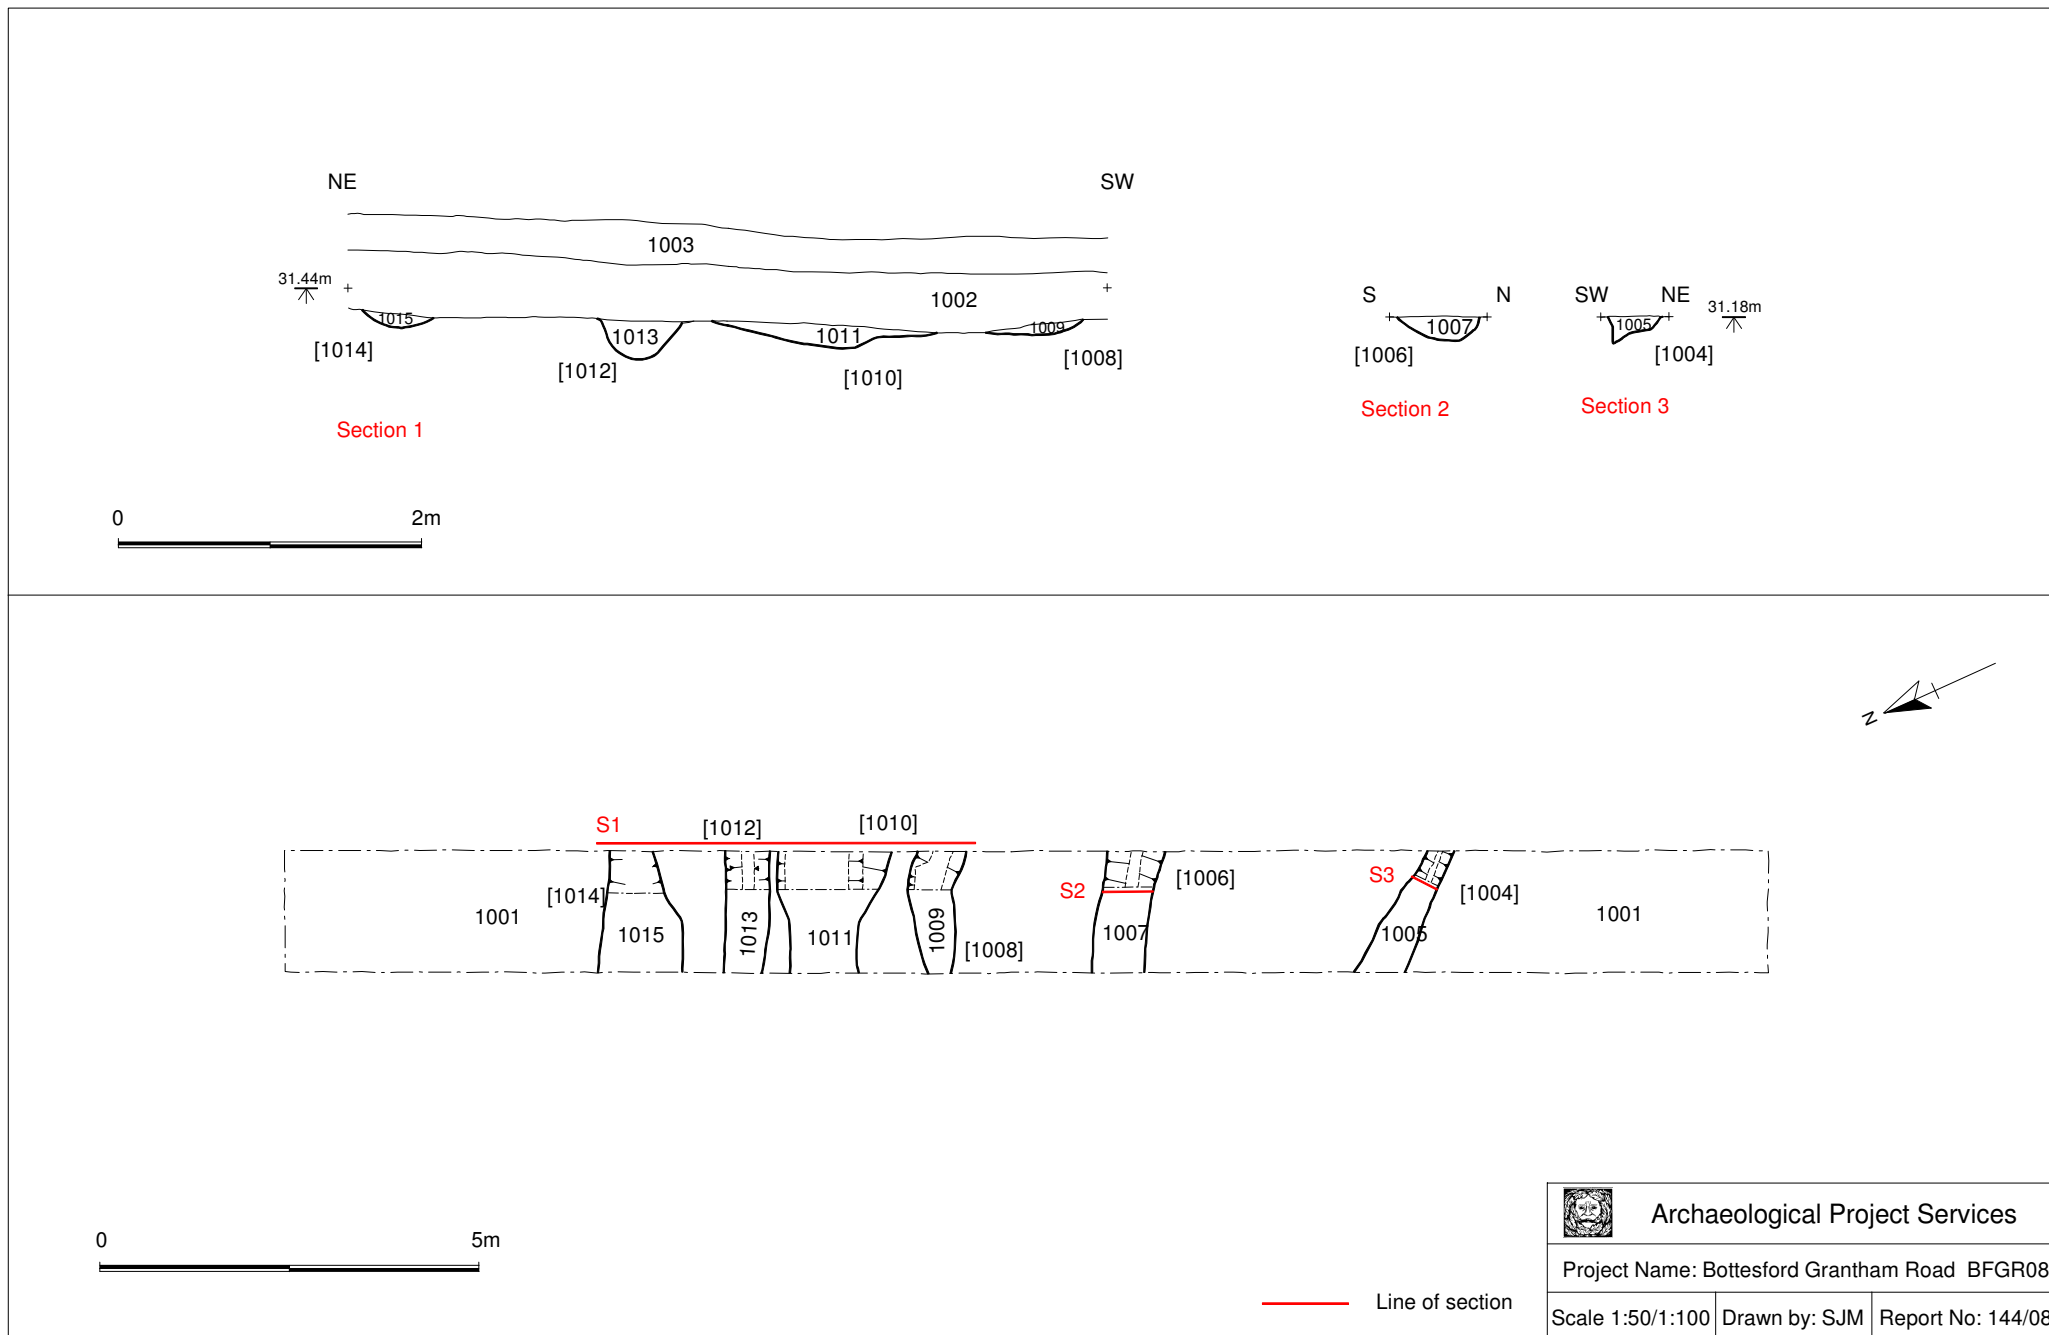 NE SW
1003
31.44m
1002
1015 1013 1011 1009
[1014] [1012] [1010] [1008]
Section 1
S N SW NE
31.18m
1007 1005
[1006] [1004]
Section 2 Section 3
0 2m
N
S1 [1012] [1010]
[1014] S2 [1006] S3 [1004]
1001 1015 1013 1011 1009 [1008] 1007 1005 1001
0 5m
Line of section
Archaeological Project Services
Project Name: Bottesford Grantham Road BFGR08
Scale 1:50/1:100 Drawn by: SJM Report No: 144/08